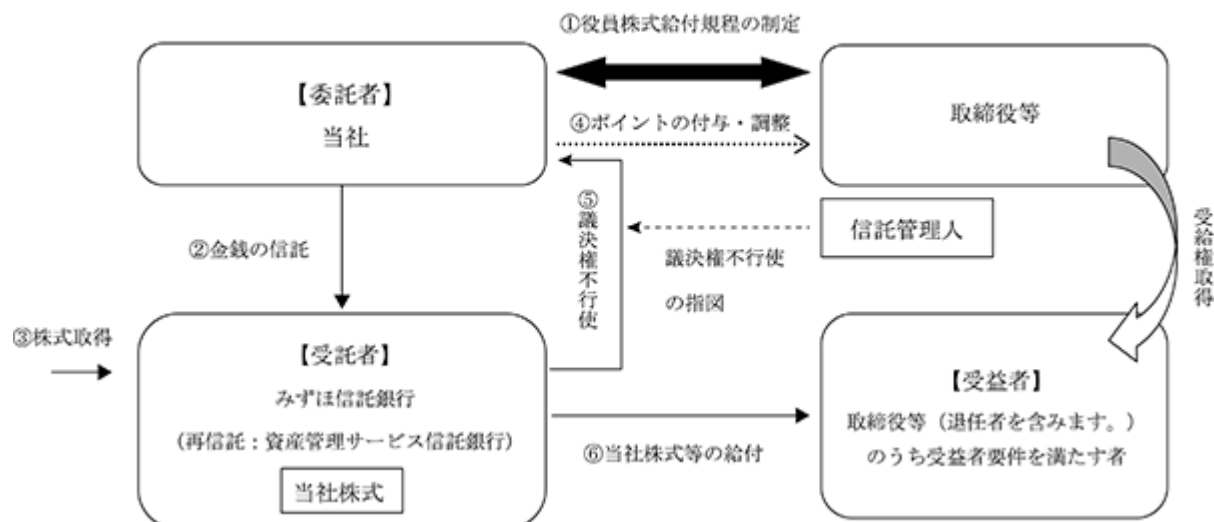 ①役員株式給付規程の制定
【委託者】
当社
取締役等
④ポイントの付与・調整
②金銭の信託
⑤議決権不行使
信託管理人
議決権不行使
の指図
受給権取得
③株式取得
【受託者】
みずほ信託銀行
(再信託：資産管理サービス信託銀行)
当社株式
⑥当社株式等の給付
【受益者】
取締役等（退任者を含みます。）
のうち受益者要件を満たす者